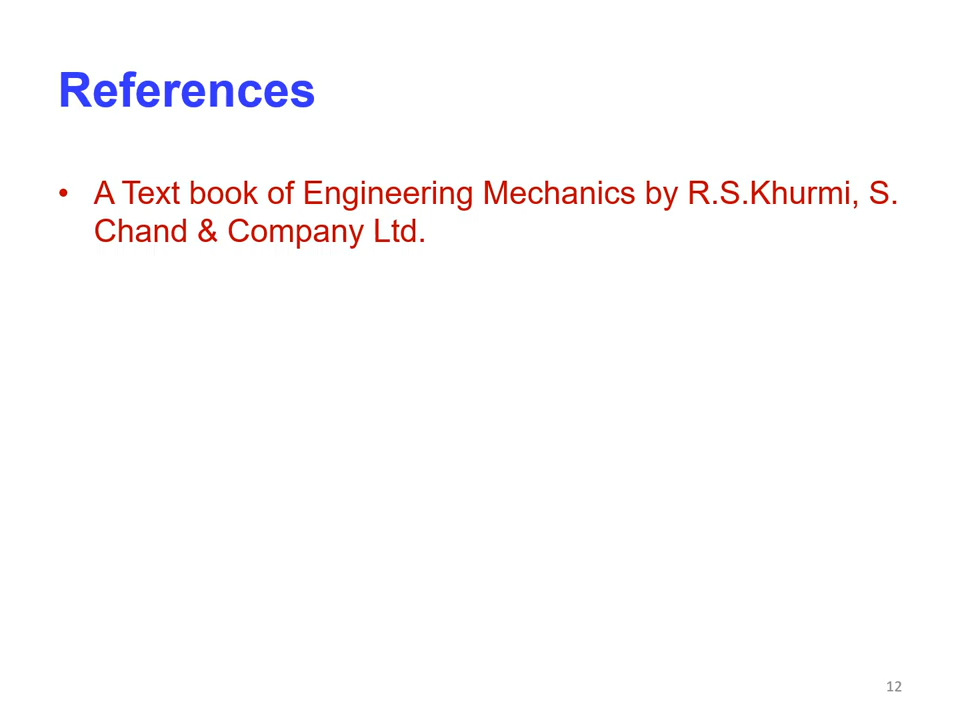 References
• A Text book of Engineering Mechanics by R.S.Khurmi, S.
Chand & Company Ltd.
12